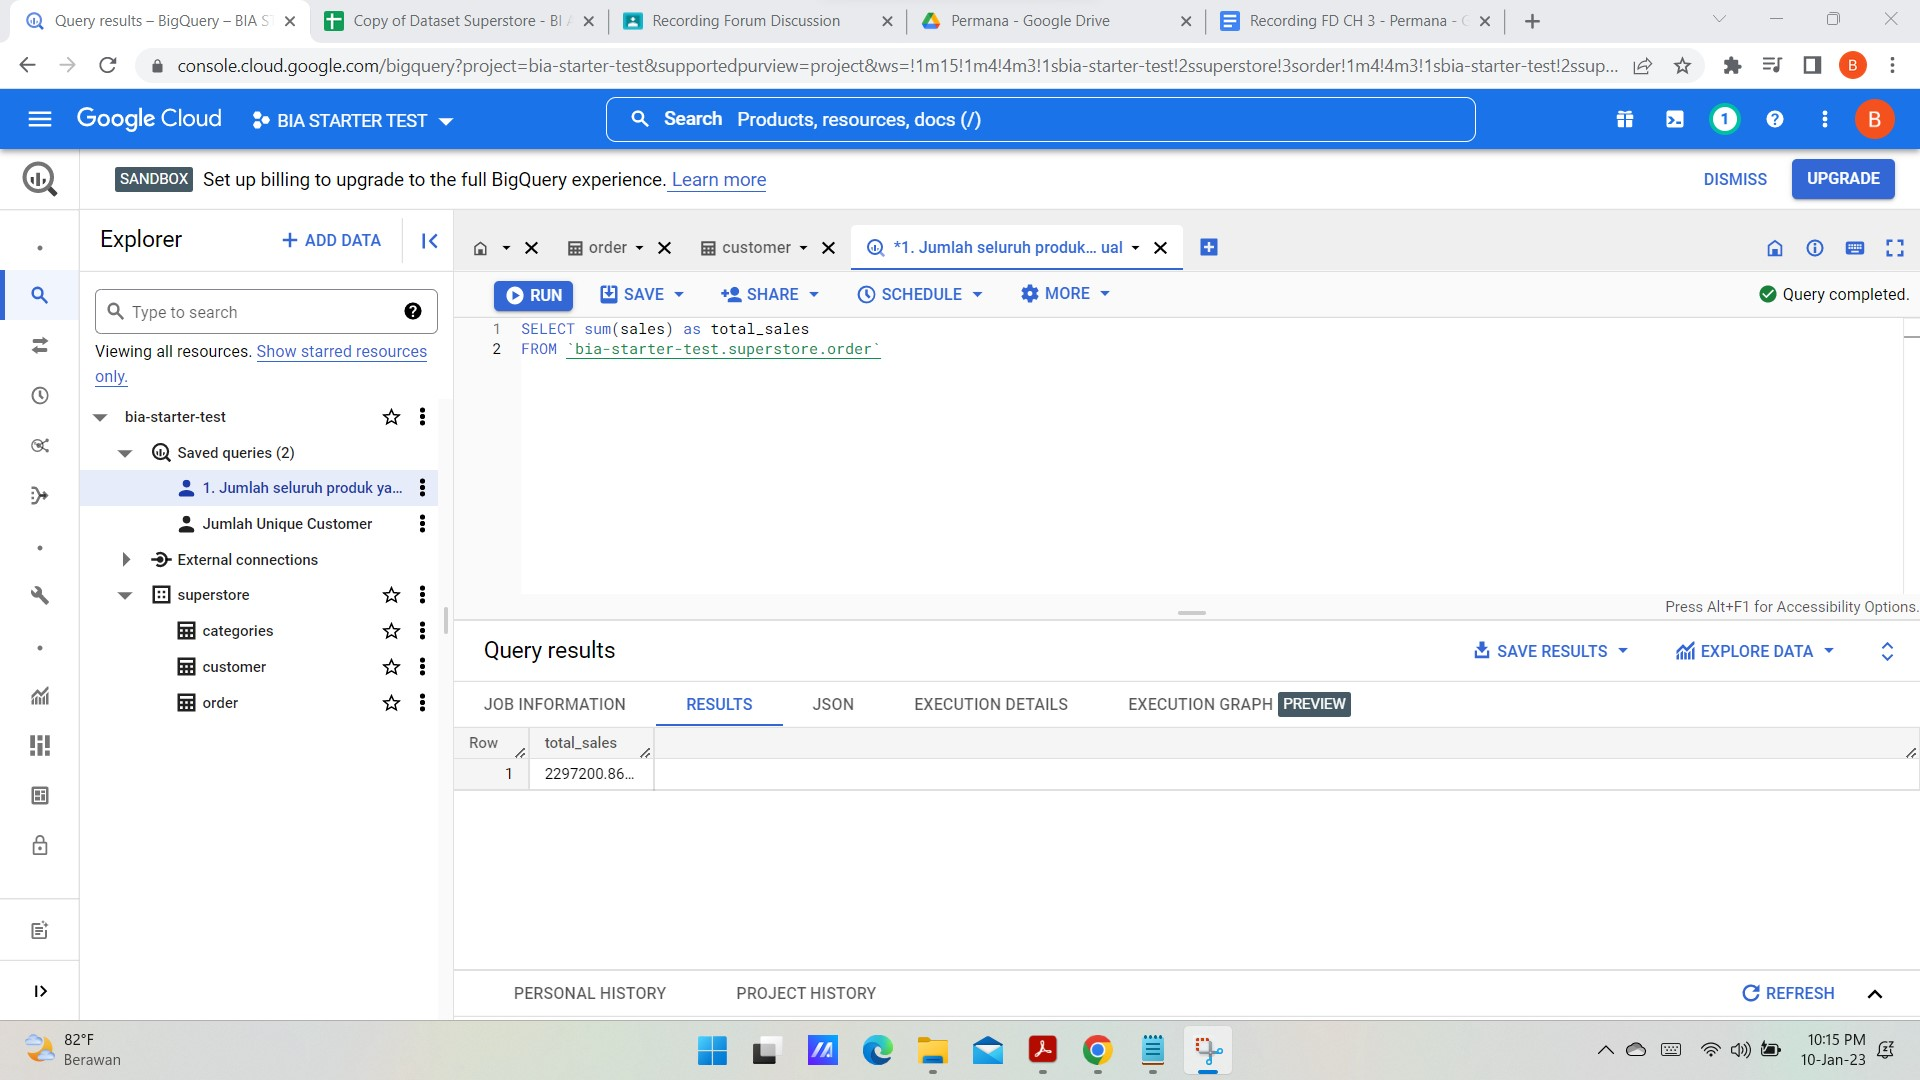 Query results – BigQuery – BIA S
Copy of Dataset Superstore - BI A
Recording Forum Discussion
Permana - Google Drive
Recording FD CH 3 - Permana - G
console.cloud.google.com/bigquery?project=bia-starter-test&supportedpurview=project&ws=!1m15!1m4!4m3!1sbia-starter-test!2ssuperstore!3sorder!1m4!4m3!1sbia-starter-test!2ssup...
B
Google Cloud
BIA STARTER TEST
Search Products, resources, docs (/)
1
B
SANDBOX Set up billing to upgrade to the full BigQuery experience. Learn more
DISMISS
UPGRADE
Explorer
+ ADD DATA
order
customer
*1. Jumlah seluruh produk... ual
Type to search
RUN
SAVE
SHARE
SCHEDULE
MORE
Query completed.
Viewing all resources. Show starred resources
only.
1 SELECT sum(sales) as total_sales
2 FROM `bia-starter-test.superstore.order`
bia-starter-test
Saved queries (2)
1. Jumlah seluruh produk ya...
Jumlah Unique Customer
External connections
superstore
categories
customer
order
Press Alt+F1 for Accessibility Options.
Query results
SAVE RESULTS
EXPLORE DATA
JOB INFORMATION
RESULTS
JSON
EXECUTION DETAILS
EXECUTION GRAPH PREVIEW
Row total_sales
1 2297200.86...
PERSONAL HISTORY
PROJECT HISTORY
REFRESH
82°F
Berawan
10:15 PM
10-Jan-23